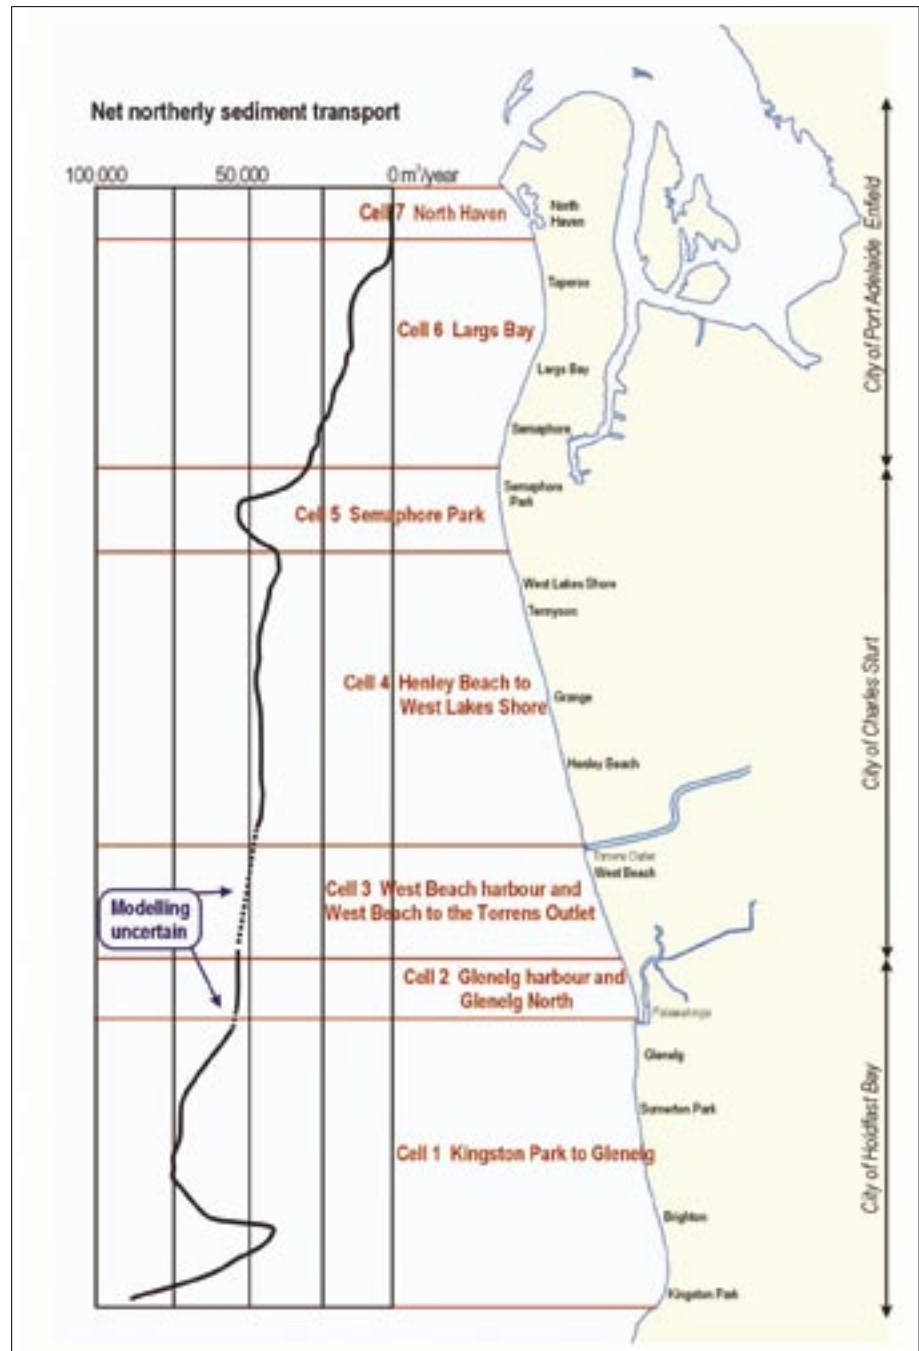 Net northerly sediment transport
100 000 50,000 0 m³/year
Cell 7 North Haven
Cell 6 Largs Bay
Cell 5 Semaphore Park
Cell 4 Henley Beach to
West Lakes Shore
Cell 3 West Beach harbour and
West Beach to the Torrens Outlet
Modelling
uncertain
Cell 2 Glenelg harbour and
Glenelg North
Cell 1 Kingston Park to Glenelg
North
Haven
Taperoo
Largs Bay
Semaphore
Semaphore
Park
West Lakes Shore
Tennyson
Grange
Henley Beach
Torrens Outlet
West Beach
Patawalonga
Glenelg
Somerton Park
Brighton
Kingston Park
City of Port Adelaide Enfield
City of Charles Sturt
City of Holdfast Bay